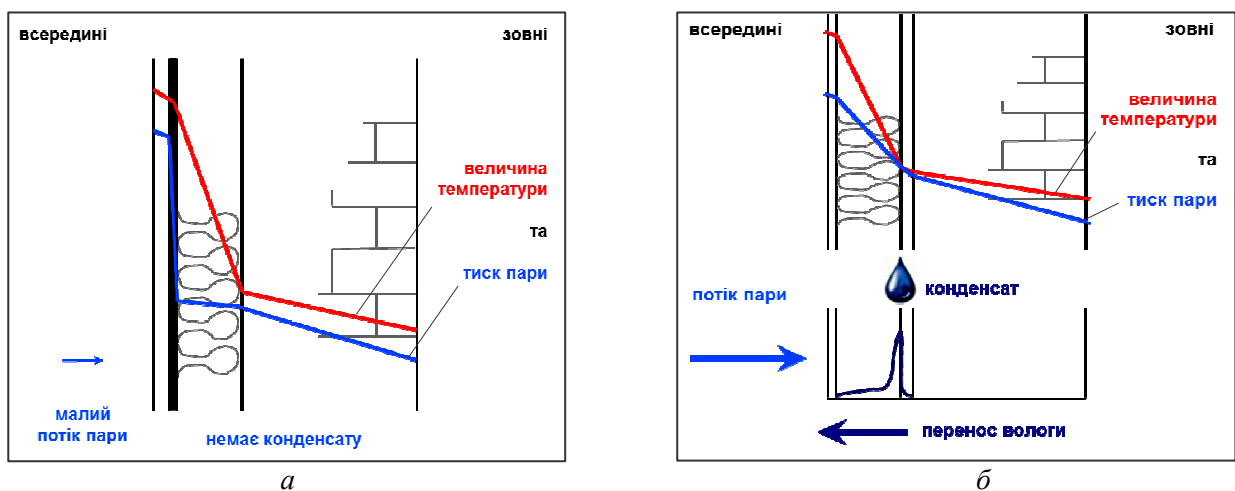 всередині
зовні
величина
температури
та
тиск пари
малий
потік пари
немає конденсату
а
всередині
зовні
величина
температури
та
тиск пари
конденсат
потік пари
перенос вологи
б